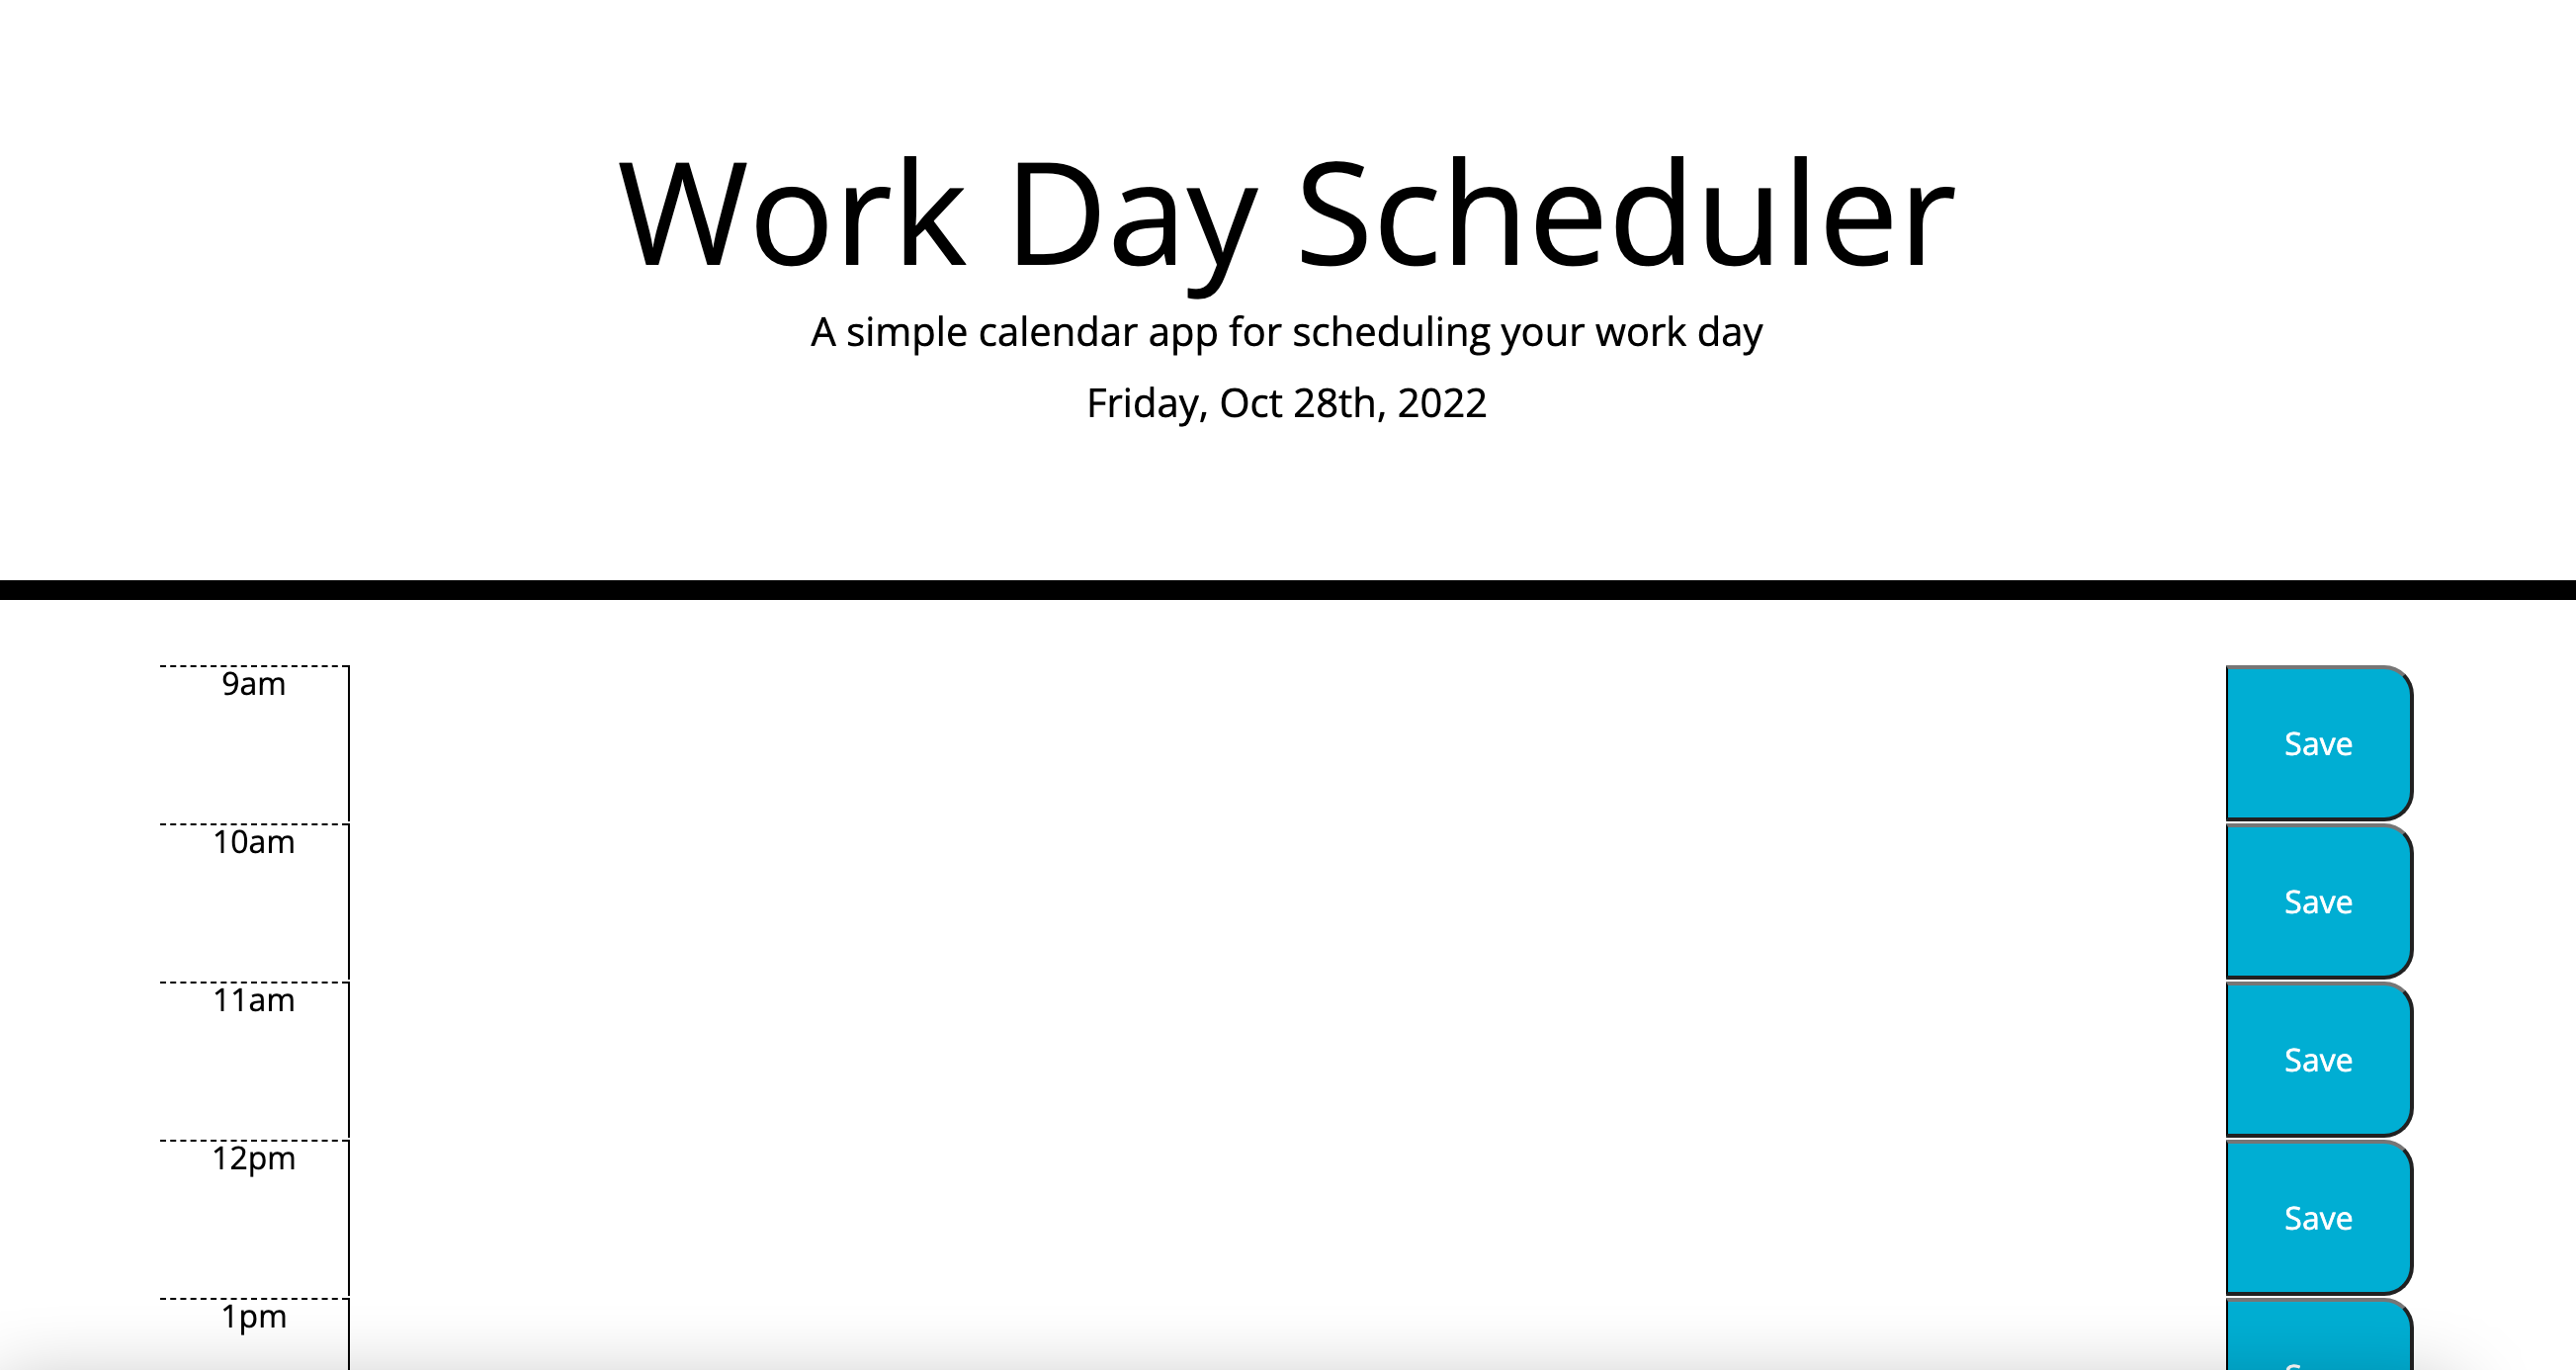 Work Day Scheduler
A simple calendar app for scheduling your work day
Friday, Oct 28th, 2022
9am
Save
10am
Save
11am
Save
12pm
Save
1pm